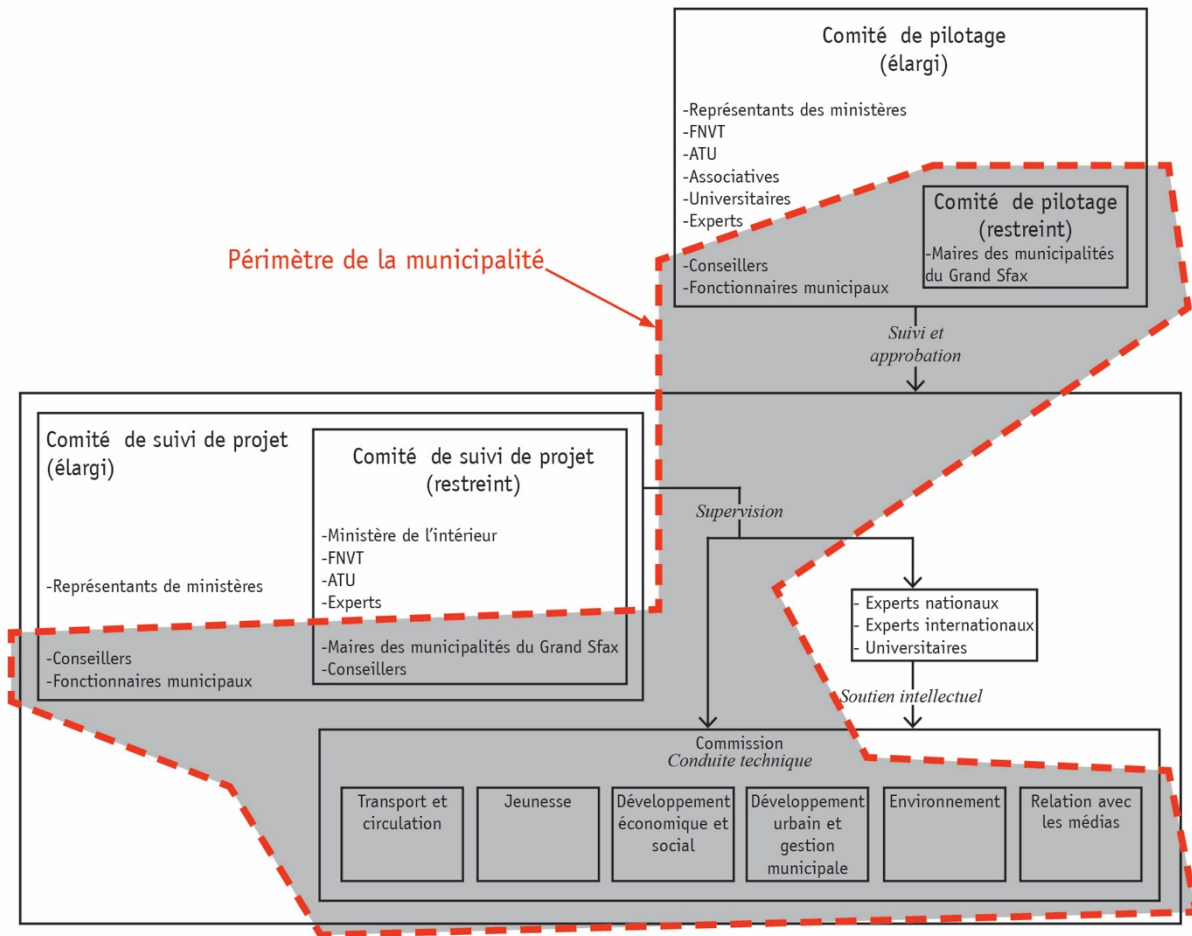 Comité de pilotage
(élargi)
-Représentants des ministères
-FNVT
-ATU
-Associatives
-Universitaires
-Experts
-Conseillers
-Fonctionnaires municipaux
Comité de pilotage
(restreint)
-Maires des municipalités
du Grand Sfax
Périmètre de la municipalité
Suivi et
approbation
Comité de suivi de projet
(élargi)
-Représentants de ministères
-Conseillers
-Fonctionnaires municipaux
Comité de suivi de projet
(restreint)
-Ministère de l'intérieur
-FNVT
-ATU
-Experts
-Maires des municipalités du Grand Sfax
-Conseillers
Supervision
- Experts nationaux
- Experts internationaux
- Universitaires
Soutien intellectuel
Commission
Conduite technique
Transport et
circulation
Jeunesse
Développement
économique et
social
Développement
urbain et
gestion
municipale
Environnement
Relation avec
les médias